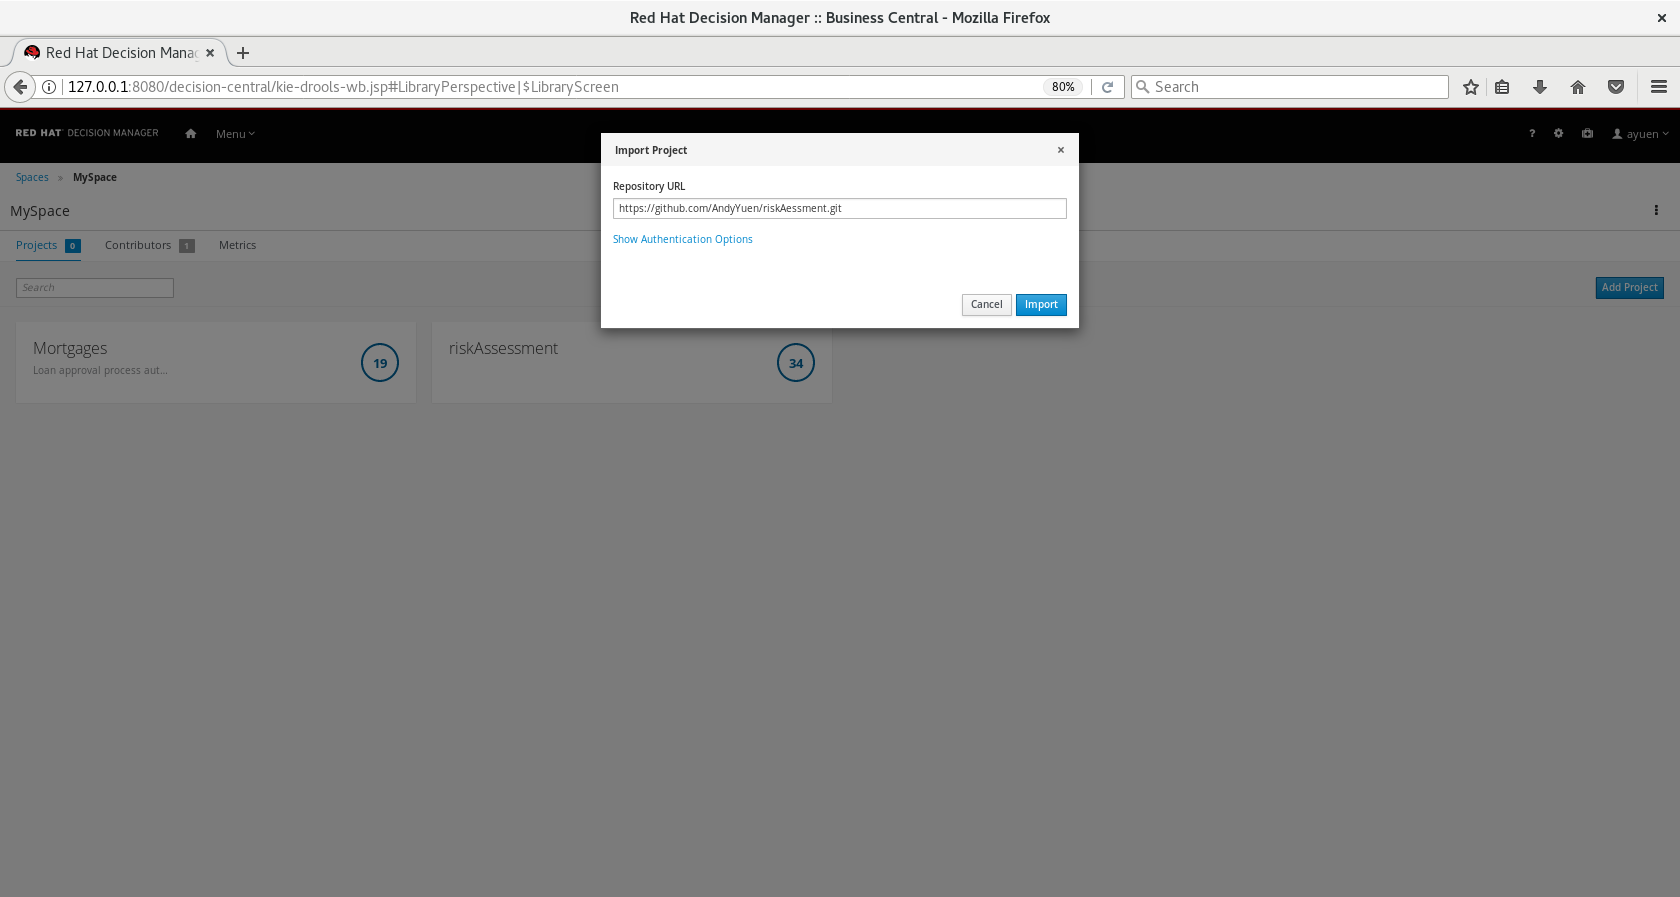 Red Hat Decision Manager :: Business Central - Mozilla Firefox
Red Hat Decision Manag
127.0.0.1:8080/decision-central/kie-drools-wb.jsp#LibraryPerspective|$LibraryScreen
80%
Search
RED HAT DECISION MANAGER
Menu
?
ayuen
Import Project
Repository URL
https://github.com/AndyYuen/riskAessment.git
Show Authentication Options
Cancel
Import
Spaces » MySpace
MySpace
Projects 0
Contributors 1
Metrics
Search
Add Project
Mortgages
Loan approval process aut...
19
riskAssessment
34